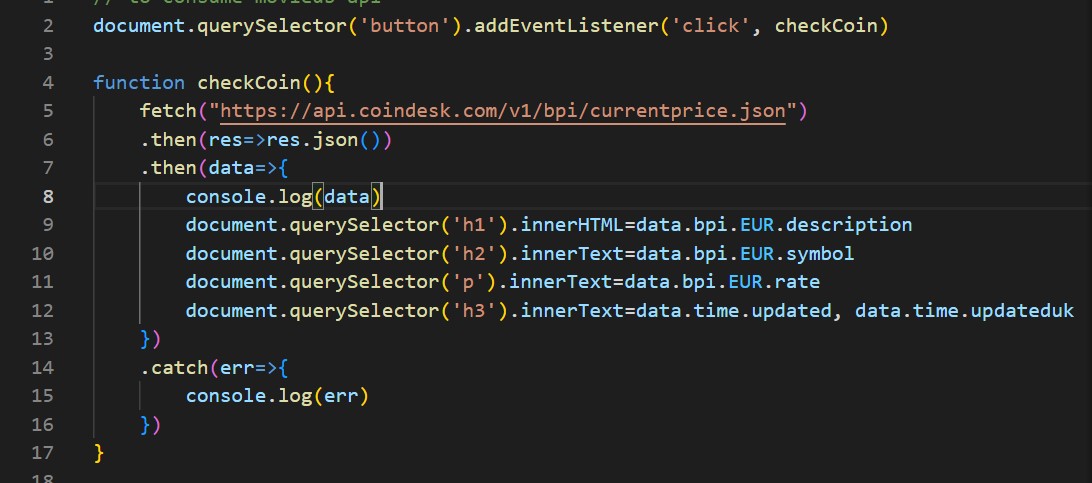 // to consume
2 document.querySelector('button').addEventListener('click', checkCoin)
3
4 function checkCoin(){
5 fetch("https://api.coindesk.com/v1/bpi/currentprice.json")
6 .then(res=>res.json())
7 .then(data=>{
8 console.log(data)
9 document.querySelector('h1').innerHTML=data.bpi.EUR.description
10 document.querySelector('h2').innerText=data.bpi.EUR.symbol
11 document.querySelector('p').innerText=data.bpi.EUR.rate
12 document.querySelector('h3').innerText=data.time.updated, data.time.updateduk
13 })
14 .catch(err=>{
15 console.log(err)
16 })
17 }
18